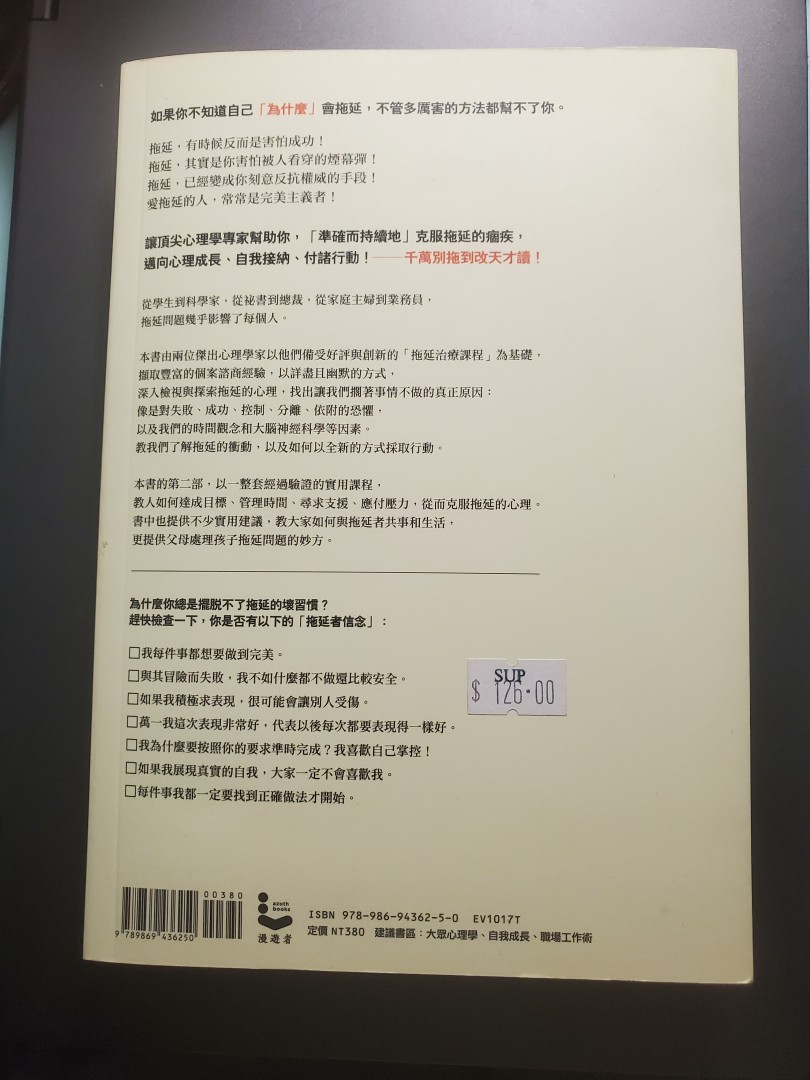 如果你不知道自己「為什麼」會拖延，不管多厲害的方法都幫不了你。
拖延，有時候反而是害怕成功！
拖延，其實是你害怕被人看穿的煙幕彈！
拖延，已經變成你刻意反抗權威的手段！
愛拖延的人，常常是完美主義者！
讓頂尖心理學專家幫助你，「準確而持續地」克服拖延的痼疾，
邁向心理成長、自我接納、付諸行動！——千萬別拖到改天才讀！
從學生到科學家，從祕書到總裁，從家庭主婦到業務員，
拖延問題幾乎影響了每個人。
本書由兩位傑出心理學家以他們備受好評與創新的「拖延治療課程」為基礎，
擷取豐富的個案諮商經驗，以詳盡且幽默的方式，
深入檢視與探索拖延的心理，找出讓我們擱著事情不做的真正原因：
像是對失敗、成功、控制、分離、依附的恐懼，
以及我們的時間觀念和大腦神經科學等因素。
教我們了解拖延的衝動，以及如何以全新的方式採取行動。
本書的第二部，以一整套經過驗證的實用課程，
教人如何達成目標、管理時間、尋求支援、應付壓力，從而克服拖延的心理。
書中也提供不少實用建議，教大家如何與拖延者共事和生活，
更提供父母處理孩子拖延問題的妙方。
為什麼你總是擺脫不了拖延的壞習慣？
趕快檢查一下，你是否有以下的「拖延者信念」：
□我每件事都想要做到完美。
□與其冒險而失敗，我不如什麼都不做還比較安全。
□如果我積極求表現，很可能會讓別人受傷。
□萬一我這次表現非常好，代表以後每次都要表現得一樣好。
□我為什麼要按照你的要求準時完成？我喜歡自己掌控！
□如果我展現真實的自我，大家一定不會喜歡我。
□每件事我都一定要找到正確做法才開始。
SUP
$ 126.00
00380
9 789869 436250
azoth
books
漫遊者
ISBN 978-986-94362-5-0 EV1017T
定價 NT380 建議書區：大眾心理學、自我成長、職場工作術